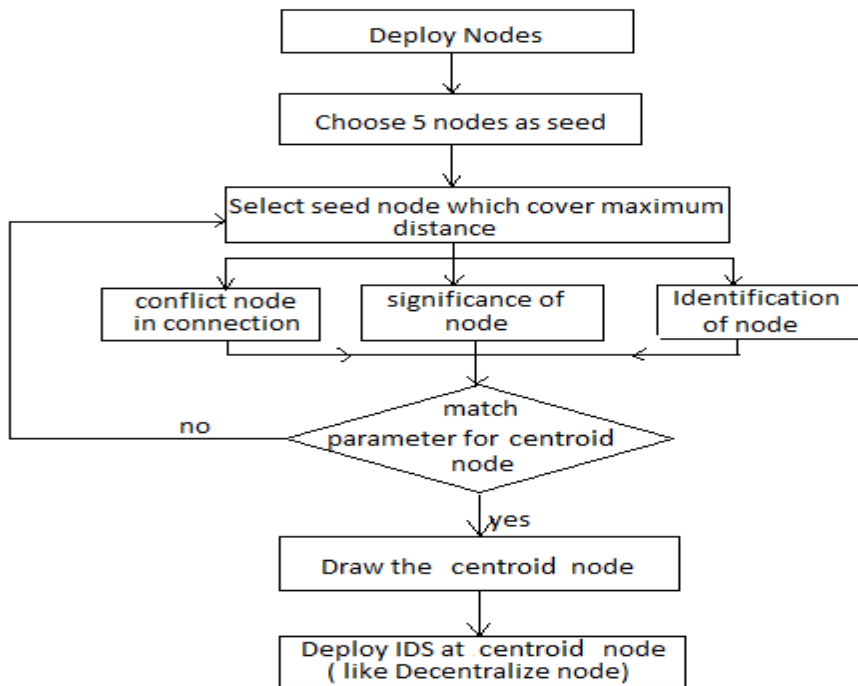 Deploy Nodes
Choose 5 nodes as seed
Select seed node which cover maximum
distance
conflict node
in connection
significance of
node
Identification
of node
match
parameter for centroid
node
no
yes
Draw the centroid node
Deploy IDS at centroid node
( like Decentralize node)